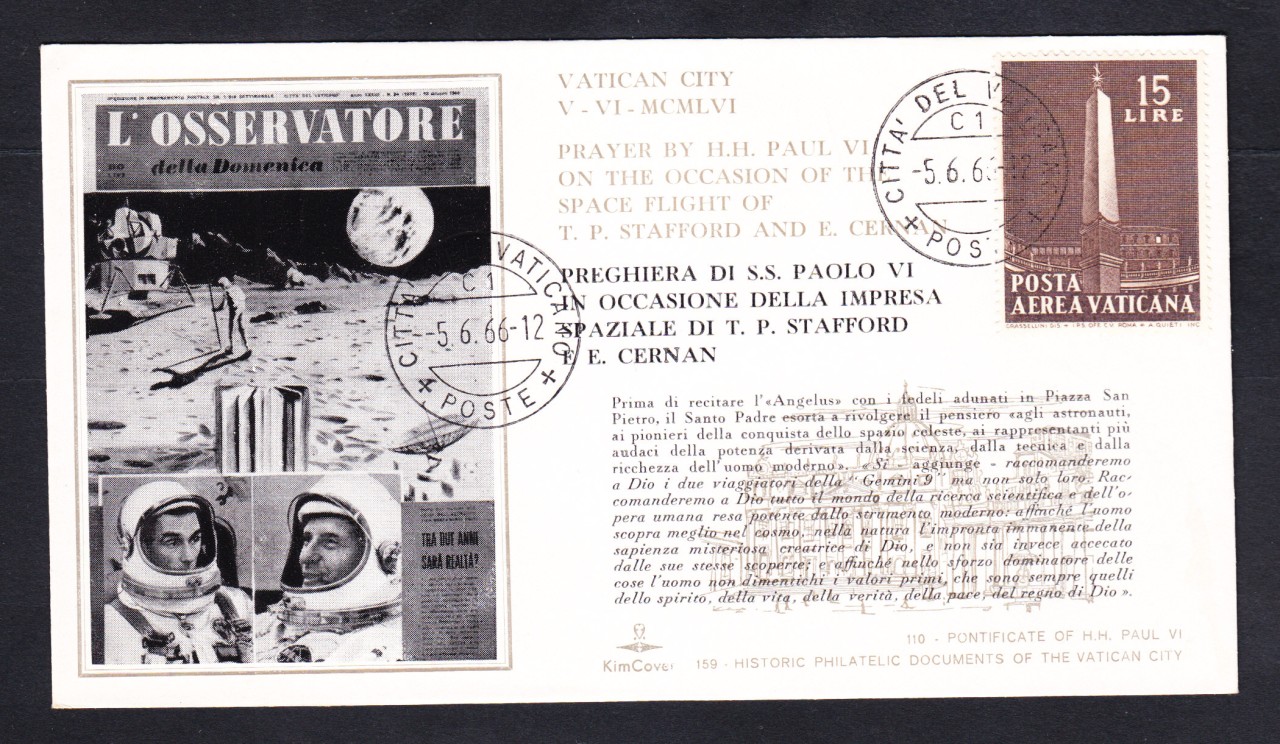 L'OSSERVATORE
della Domenica
TRA DUE ANNI
SARÀ REALTÀ?
VATICAN CITY
V - VI - MCMLVI
PRAYER BY H.H. PAUL VI
ON THE OCCASION OF THE
SPACE FLIGHT OF
T. P. STAFFORD AND E. CERNAN
PREGHIERA DI S.S. PAOLO VI
IN OCCASIONE DELLA IMPRESA
SPAZIALE DI T. P. STAFFORD
E E. CERNAN
CITTA' DEL VATICANO
C 1
-5.6.66-12
POSTE
CITTA' DEL VATICANO
C 1
-5.6.66-12
POSTE
15
LIRE
POSTA
AEREA VATICANA
Prima di recitare l'«Angelus» con i fedeli adunati in Piazza San
Pietro, il Santo Padre esorta a rivolgere il pensiero «agli astronauti,
ai pionieri della conquista dello spazio celeste, ai rappresentanti più
audaci della potenza derivata dalla scienza, dalla tecnica e dalla
ricchezza dell'uomo moderno». «Sì - aggiunge - raccomanderemo
a Dio i due viaggiatori della "Gemini 9" ma non solo loro. Rac-
comanderemo a Dio tutto il mondo della ricerca scientifica e dell'o-
pera umana resa potente dallo strumento moderno: affinché l'uomo
scopra meglio nel cosmo, nella natura l'impronta immanente della
sapienza misteriosa creatrice di Dio, e non sia invece accecato
dalle sue stesse scoperte; e affinché nello sforzo dominatore delle
cose l'uomo non dimentichi i valori primi, che sono sempre quelli
dello spirito, della vita, della verità, della pace, del regno di Dio ».
110 - PONTIFICATE OF H.H. PAUL VI
KimCover 159 - HISTORIC PHILATELIC DOCUMENTS OF THE VATICAN CITY